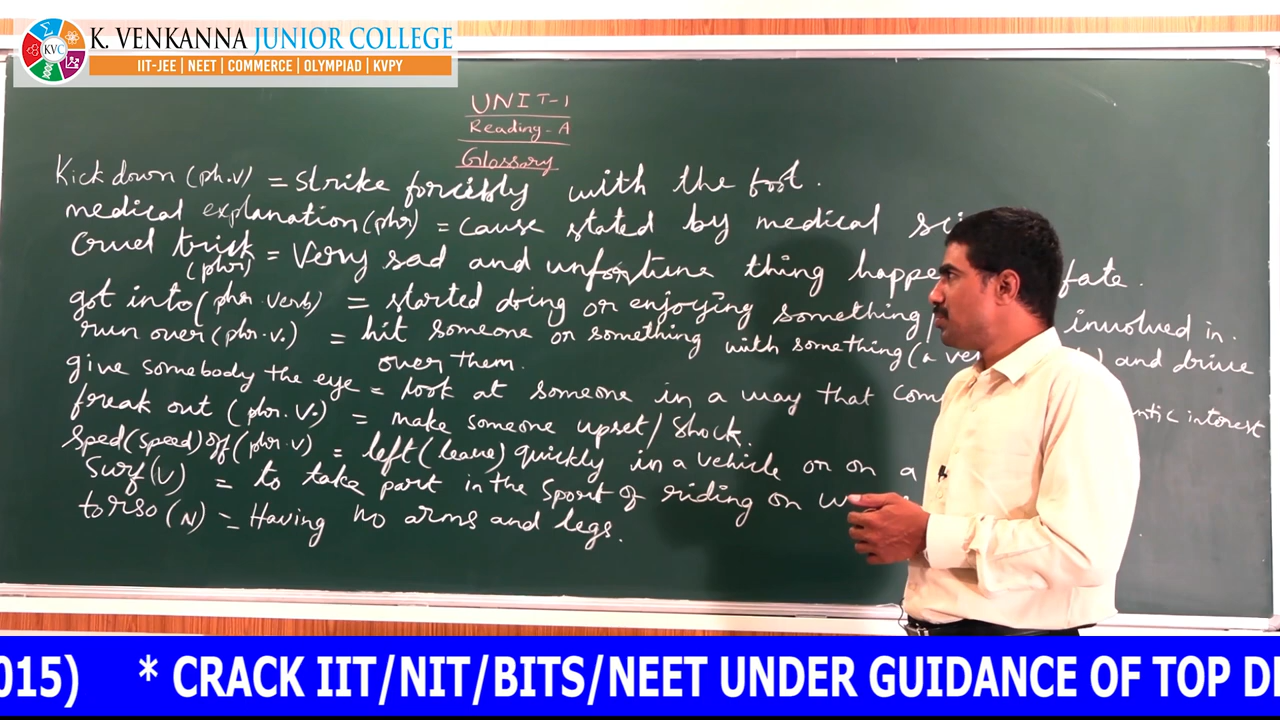 KVC
K. VENKANNA JUNIOR COLLEGE
IIT-JEE | NEET | COMMERCE | OLYMPIAD | KVPY
UNIT-1
Reading-A
Glossary
Kick down (ph.v) = strike forcibly with the foot.
medical explanation (phr) = cause stated by medical sci
cruel trick (phr) = very sad and unfortune thing happe fate.
got into (phr.verb) = started doing or enjoying something involved in.
run over (phr.v.) = hit someone or something with something (a ve and drive
over them.
give somebody the eye = look at someone in a way that com ntic interest
freak out (phr.v.) = make someone upset/shock.
sped (speed) off (phr.v) = left (leave) quickly in a vehicle or on a
Surf (V) = to take part in the sport of riding on w
torso (N) = Having no arms and legs.
015) * CRACK IIT/NIT/BITS/NEET UNDER GUIDANCE OF TOP